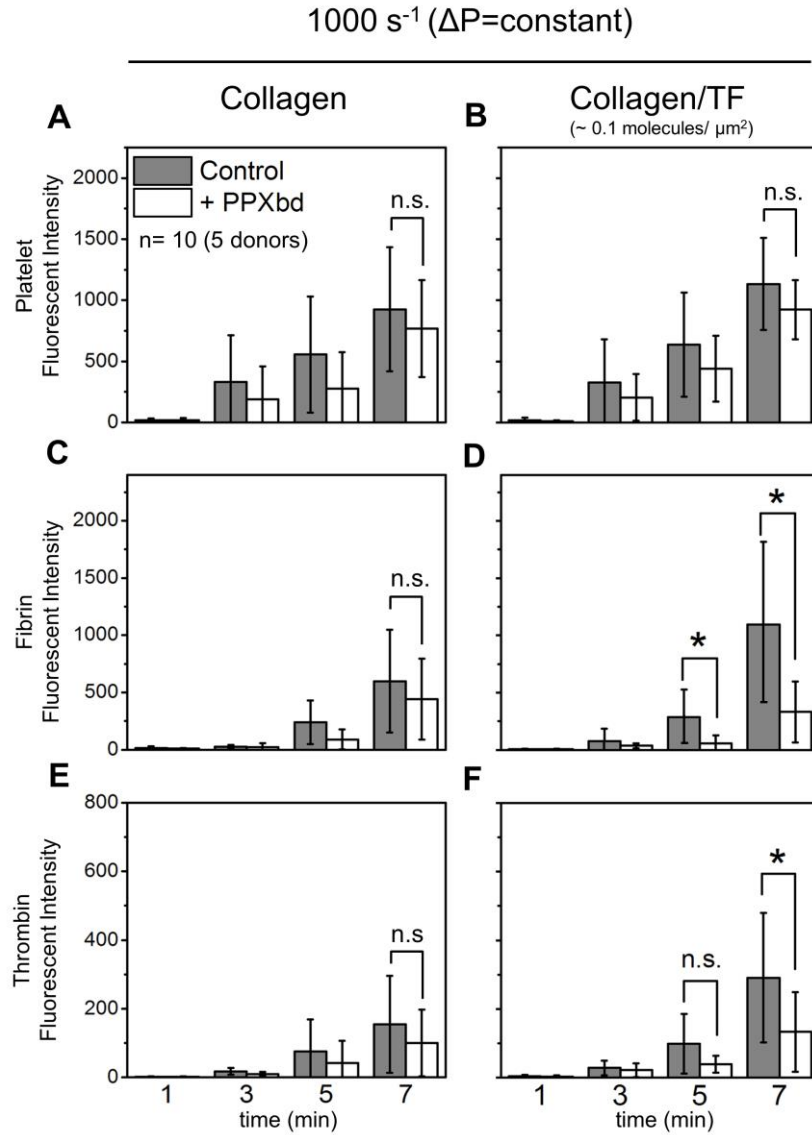 1000 s⁻¹ (ΔP=constant)
Collagen
Collagen/TF
(~ 0.1 molecules/ µm²)
A
B
Platelet
Fluorescent Intensity
2000
1500
1000
500
0
Control
+ PPXbd
n= 10 (5 donors)
n.s.
n.s.
C
D
Fibrin
Fluorescent Intensity
2000
1500
1000
500
0
n.s.
*
*
E
F
Thrombin
Fluorescent Intensity
800
600
400
200
0
n.s
n.s.
*
1 3 5 7
time (min)
1 3 5 7
time (min)